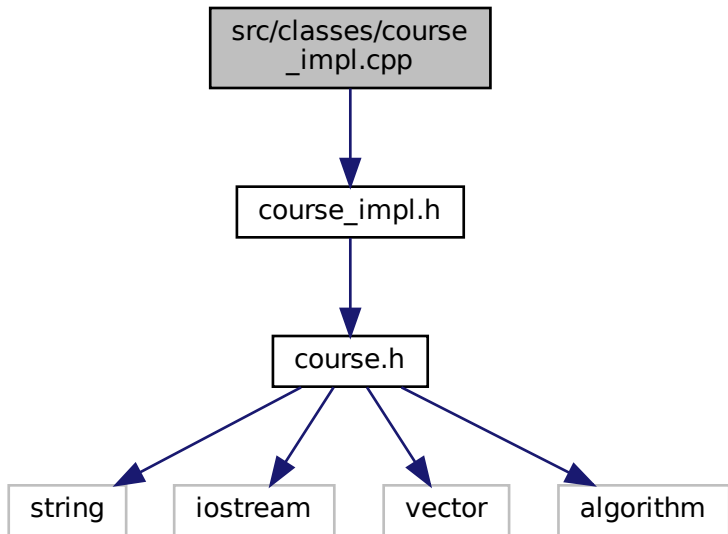 src/classes/course
_impl.cpp
course_impl.h
course.h
string
iostream
vector
algorithm